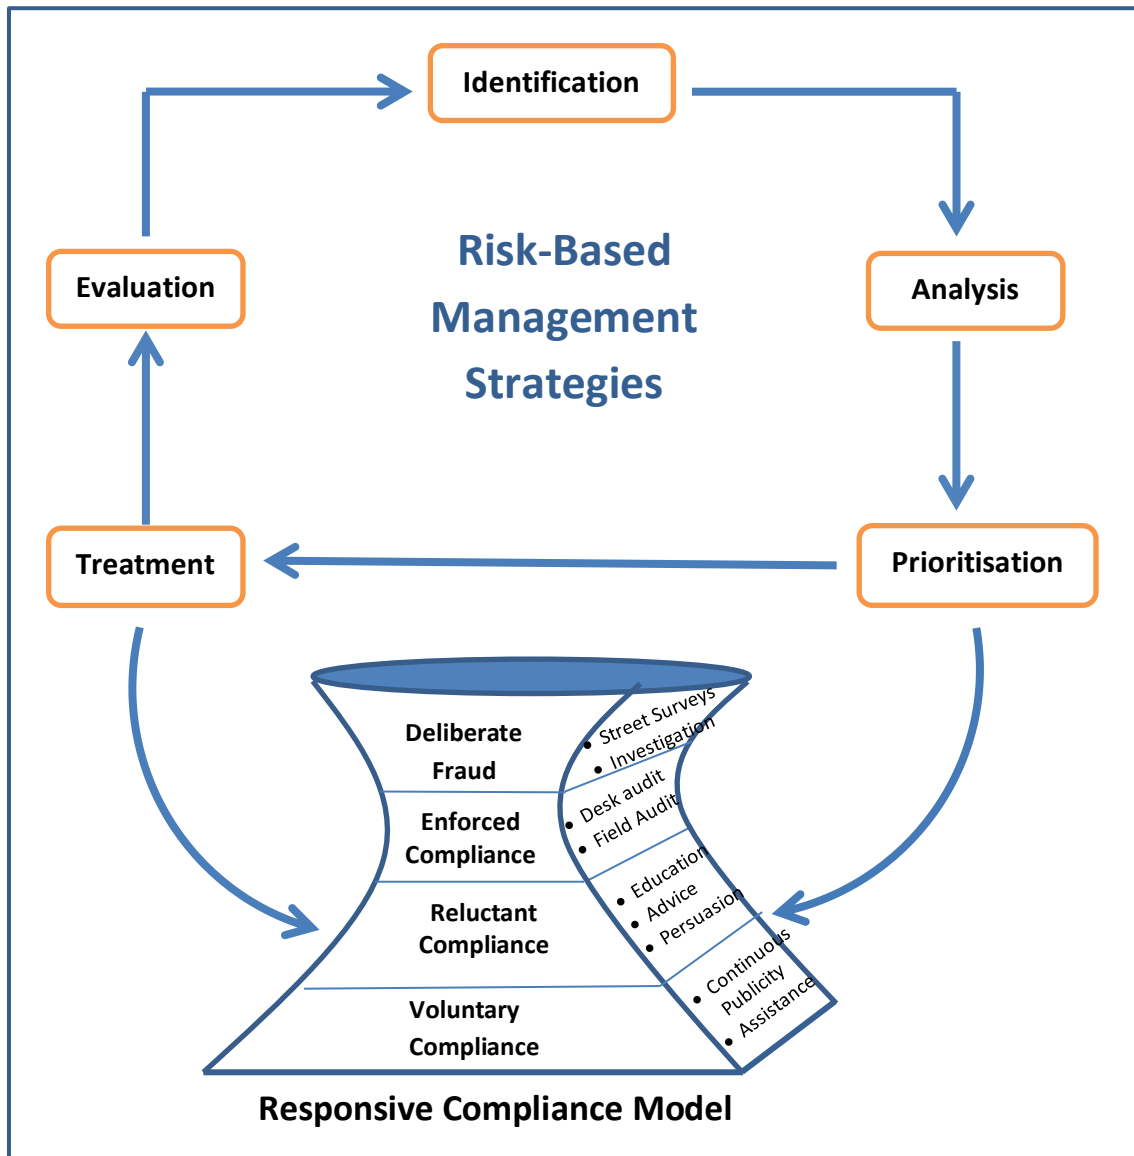 Identification
Risk-Based
Management
Strategies
Evaluation
Analysis
Treatment
Prioritisation
Deliberate
Fraud
• Street Surveys
• Investigation
Enforced
Compliance
• Desk audit
• Field Audit
Reluctant
Compliance
• Education
• Advice
• Persuasion
Voluntary
Compliance
• Continuous
Publicity
• Assistance
Responsive Compliance Model